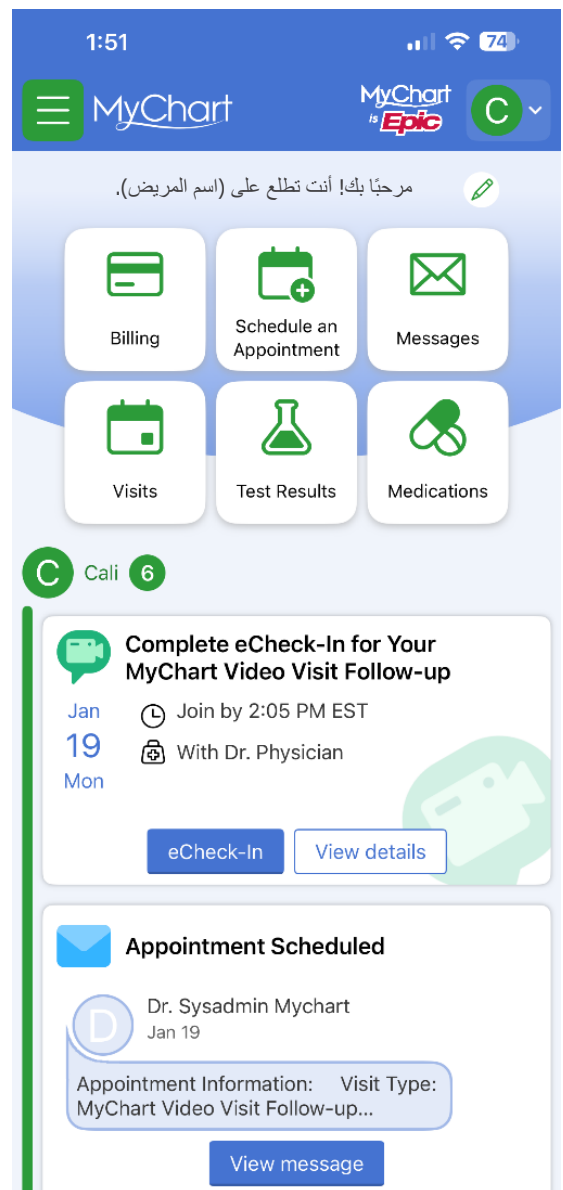 1:51
74
MyChart
MyChart
is Epic
C
مرحبًا بك! أنت تطلع على (اسم المريض).
Billing
Schedule an
Appointment
Messages
Visits
Test Results
Medications
C
Cali
6
Complete eCheck-In for Your
MyChart Video Visit Follow-up
Jan
19
Mon
Join by 2:05 PM EST
With Dr. Physician
eCheck-In
View details
Appointment Scheduled
D
Dr. Sysadmin Mychart
Jan 19
Appointment Information: Visit Type:
MyChart Video Visit Follow-up...
View message